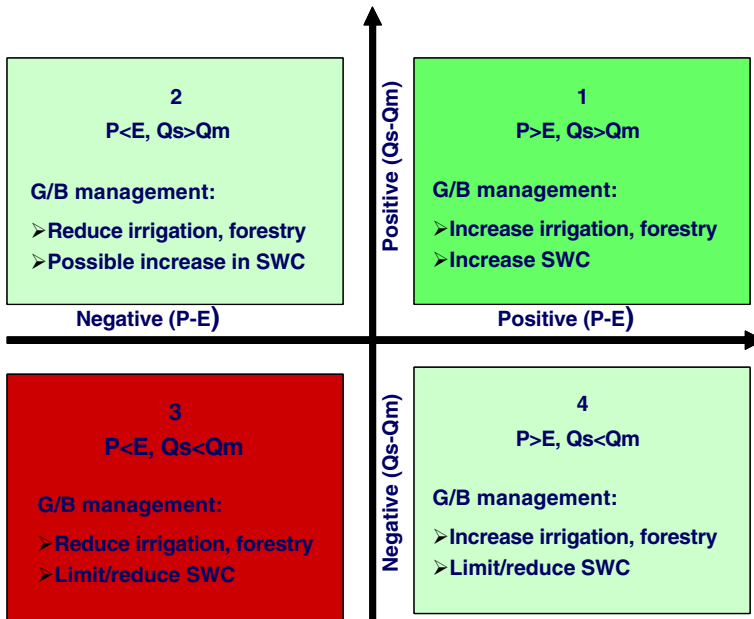 2
P<E, Qs>Qm
G/B management:
➢Reduce irrigation, forestry
➢Possible increase in SWC
Positive (Qs-Qm)
1
P>E, Qs>Qm
G/B management:
➢Increase irrigation, forestry
➢Increase SWC
Negative (P-E)
Positive (P-E)
3
P<E, Qs<Qm
G/B management:
➢Reduce irrigation, forestry
➢Limit/reduce SWC
Negative (Qs-Qm)
4
P>E, Qs<Qm
G/B management:
➢Increase irrigation, forestry
➢Limit/reduce SWC